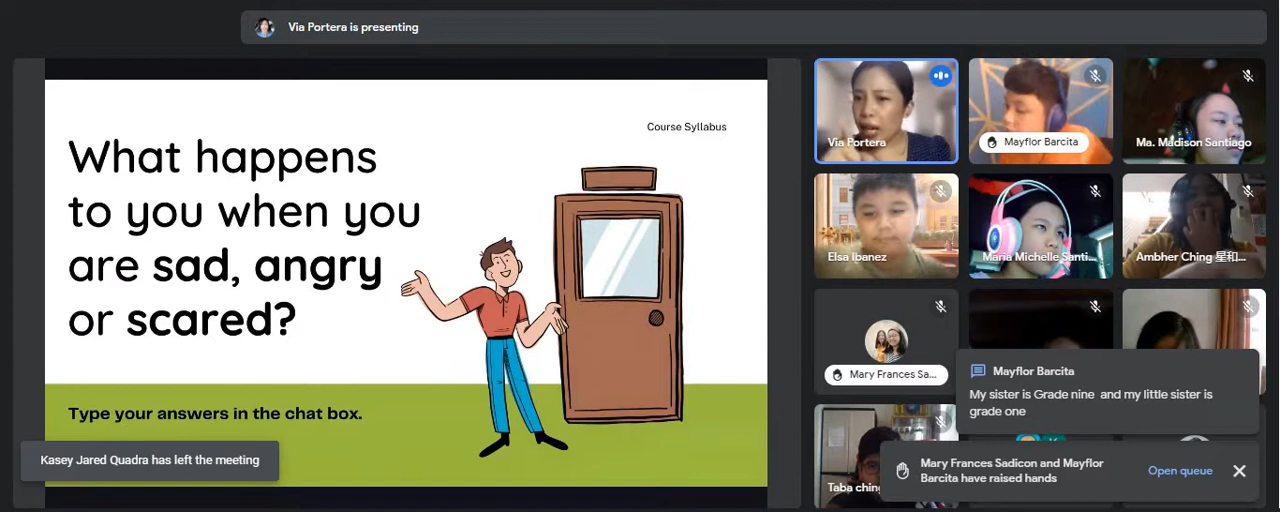 Via Portera is presenting
Course Syllabus
What happens
to you when you
are sad, angry
or scared?
Type your answers in the chat box.
Kasey Jared Quadra has left the meeting
Via Portera
Mayflor Barcita
Ma. Madison Santiago
Elsa Ibanez
Maria Michelle Santi...
Ambher Ching 星和...
Mary Frances Sa...
Mayflor Barcita
My sister is Grade nine and my little sister is
grade one
Taba ching
Mary Frances Sadicon and Mayflor
Barcita have raised hands
Open queue